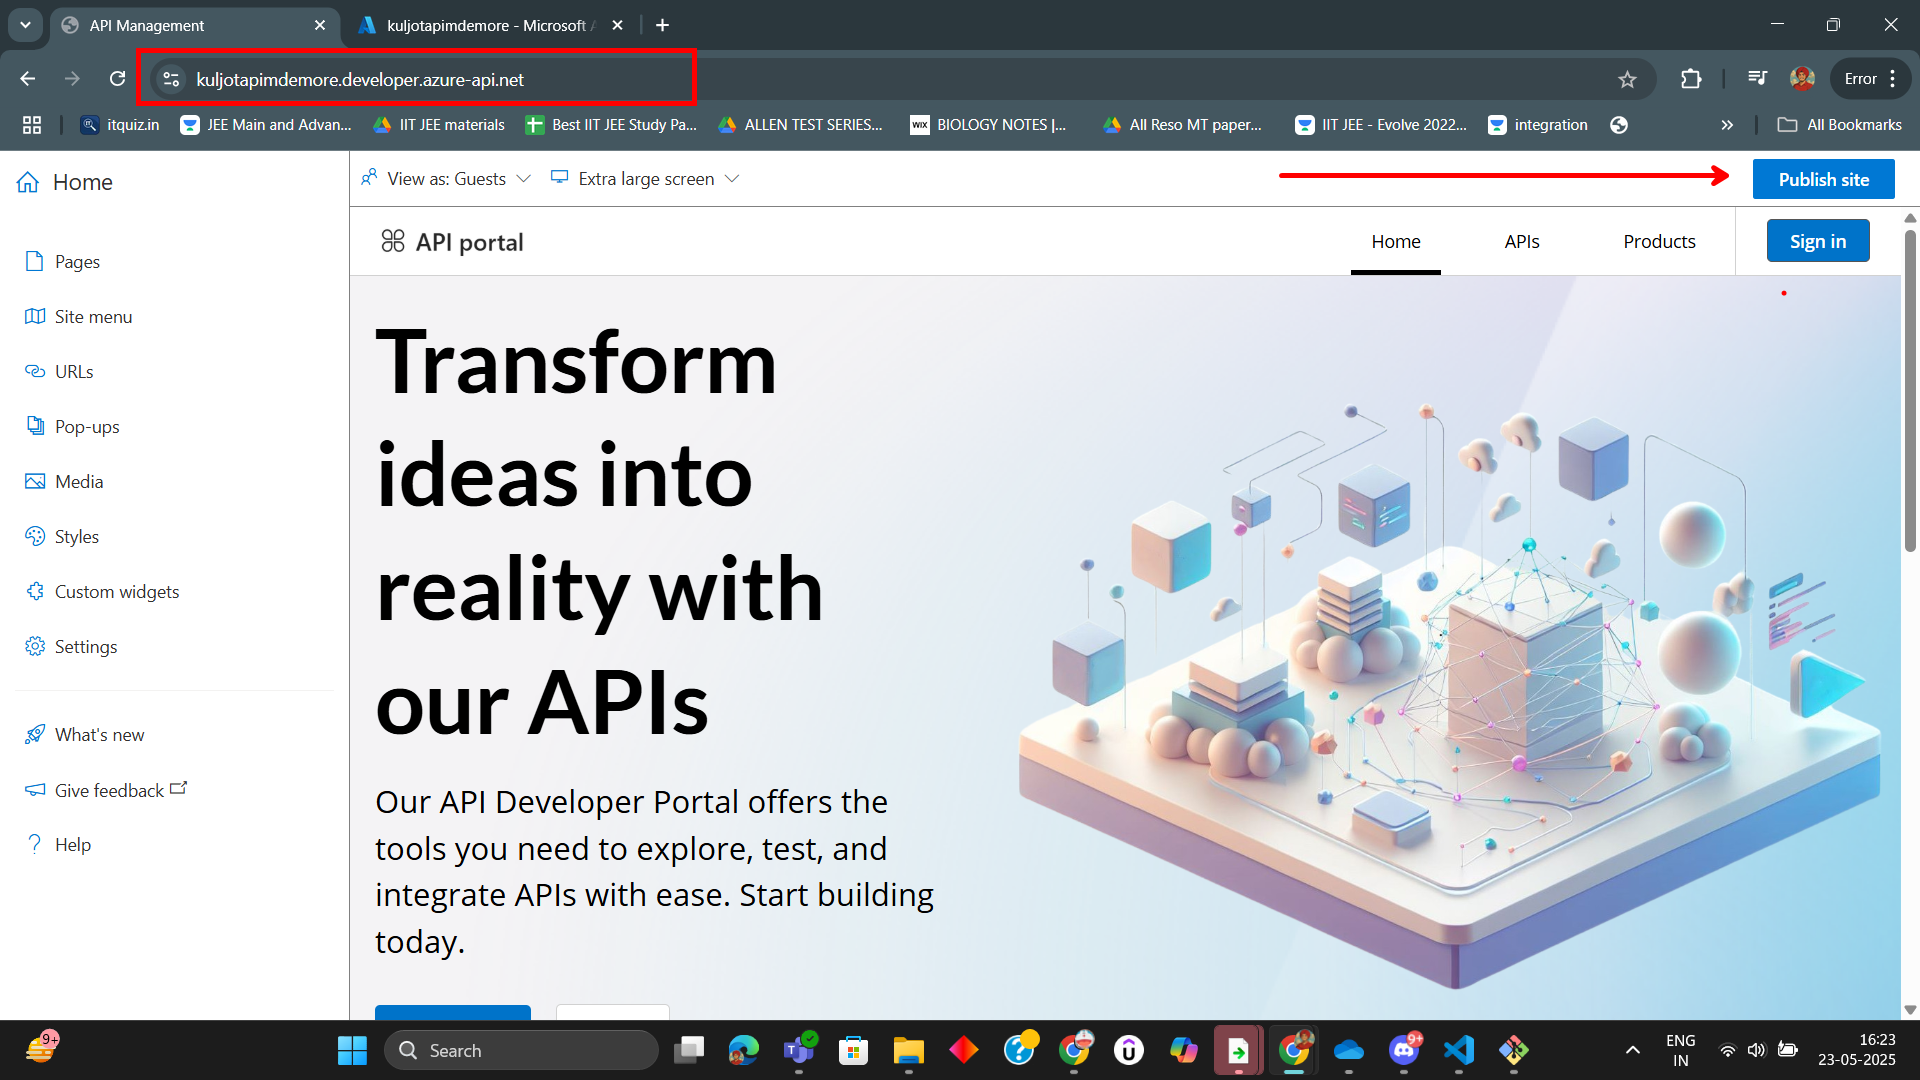 API Management
kuljotapimdemore - Microsoft A
kuljotapimdemore.developer.azure-api.net
Error
itquiz.in
JEE Main and Advan...
IIT JEE materials
Best IIT JEE Study Pa...
ALLEN TEST SERIES...
WIX
BIOLOGY NOTES |...
All Reso MT paper...
IIT JEE - Evolve 2022...
integration
All Bookmarks
Home
View as: Guests
Extra large screen
Publish site
API portal
Home
APIs
Products
Sign in
Pages
Site menu
URLs
Pop-ups
Media
Styles
Custom widgets
Settings
What's new
Give feedback
Help
Transform
ideas into
reality with
our APIs
Our API Developer Portal offers the
tools you need to explore, test, and
integrate APIs with ease. Start building
today.
9+
Search
9+
ENG
IN
16:23
23-05-2025